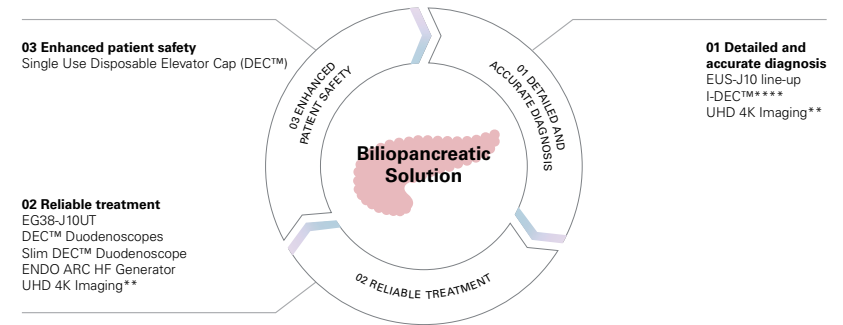 03 Enhanced patient safety
Single Use Disposable Elevator Cap (DEC™)
01 Detailed and
accurate diagnosis
EUS-J10 line-up
I-DEC™****
UHD 4K Imaging**
03 ENHANCED
PATIENT SAFETY
01 DETAILED AND
ACCURATE DIAGNOSIS
Biliopancreatic
Solution
02 Reliable treatment
EG38-J10UT
DEC™ Duodenoscopes
Slim DEC™ Duodenoscope
ENDO ARC HF Generator
UHD 4K Imaging**
02 RELIABLE TREATMENT